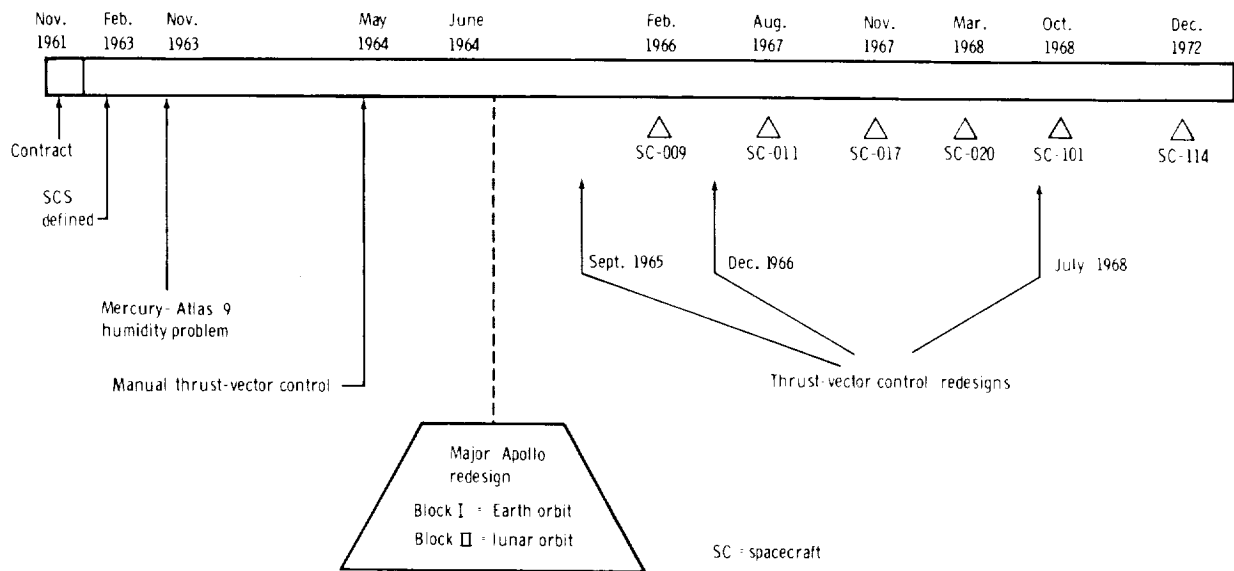 Nov. Feb. Nov. May June Feb. Aug. Nov. Mar. Oct. Dec.
1961 1963 1963 1964 1964 1966 1967 1967 1968 1968 1972
Contract
SC-009 SC-011 SC-017 SC-020 SC-101 SC-114
SCS
defined
Sept. 1965 Dec. 1966 July 1968
Mercury-Atlas 9
humidity problem
Manual thrust-vector control
Thrust-vector control redesigns
Major Apollo
redesign
Block I = Earth orbit
Block II = lunar orbit
SC = spacecraft